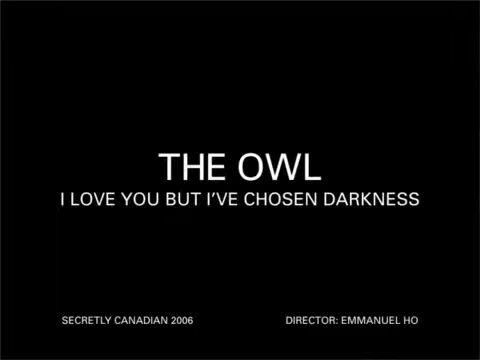 THE OWL
I LOVE YOU BUT I'VE CHOSEN DARKNESS
SECRETLY CANADIAN 2006
DIRECTOR: EMMANUEL HO